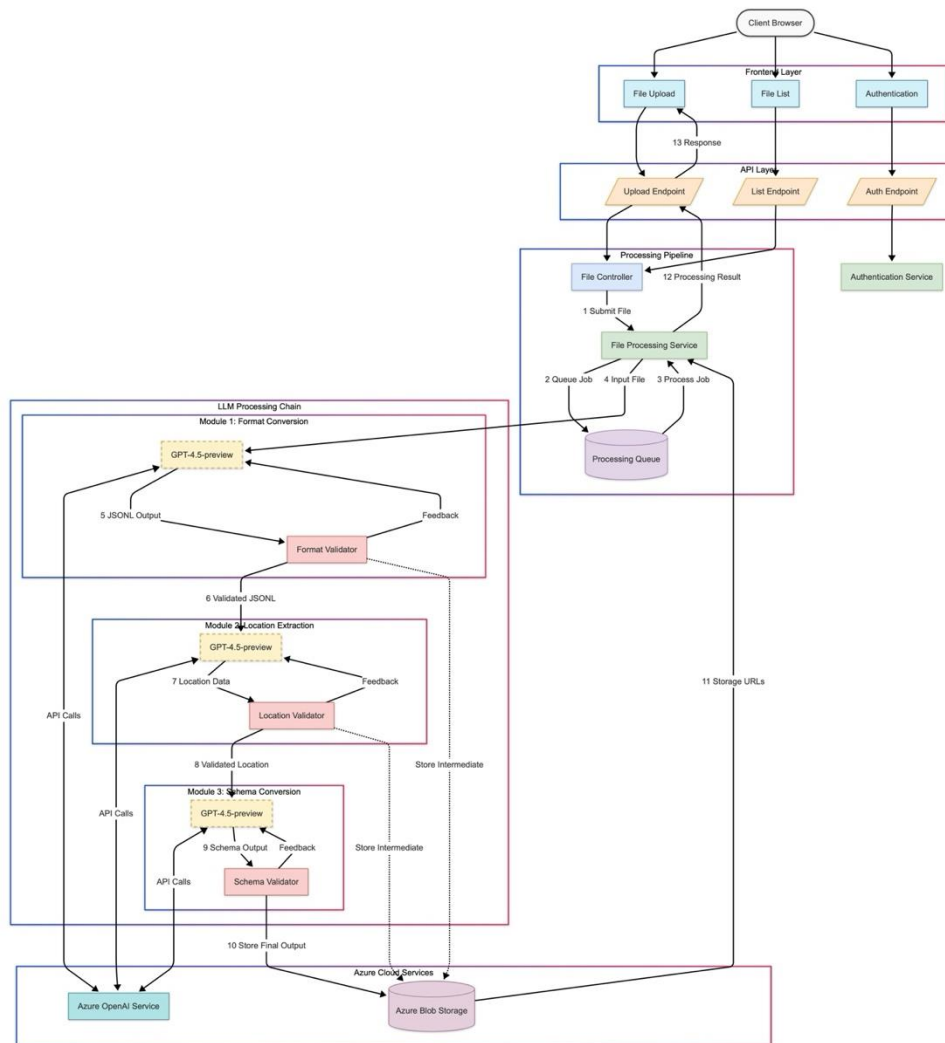 Client Browser
Frontend Layer
File Upload
File List
Authentication
13 Response
API Layer
Upload Endpoint
List Endpoint
Auth Endpoint
Processing Pipeline
File Controller
12 Processing Result
Authentication Service
1 Submit File
File Processing Service
2 Queue Job
4 Input File
3 Process Job
Processing Queue
LLM Processing Chain
Module 1: Format Conversion
GPT-4.5-preview
5 JSONL Output
Feedback
Format Validator
6 Validated JSONL
Module 2: Location Extraction
GPT-4.5-preview
7 Location Data
Feedback
11 Storage URLs
API Calls
Location Validator
8 Validated Location
Store Intermediate
Module 3: Schema Conversion
GPT-4.5-preview
API Calls
9 Schema Output
Feedback
Store Intermediate
API Calls
Schema Validator
10 Store Final Output
Azure Cloud Services
Azure OpenAI Service
Azure Blob Storage